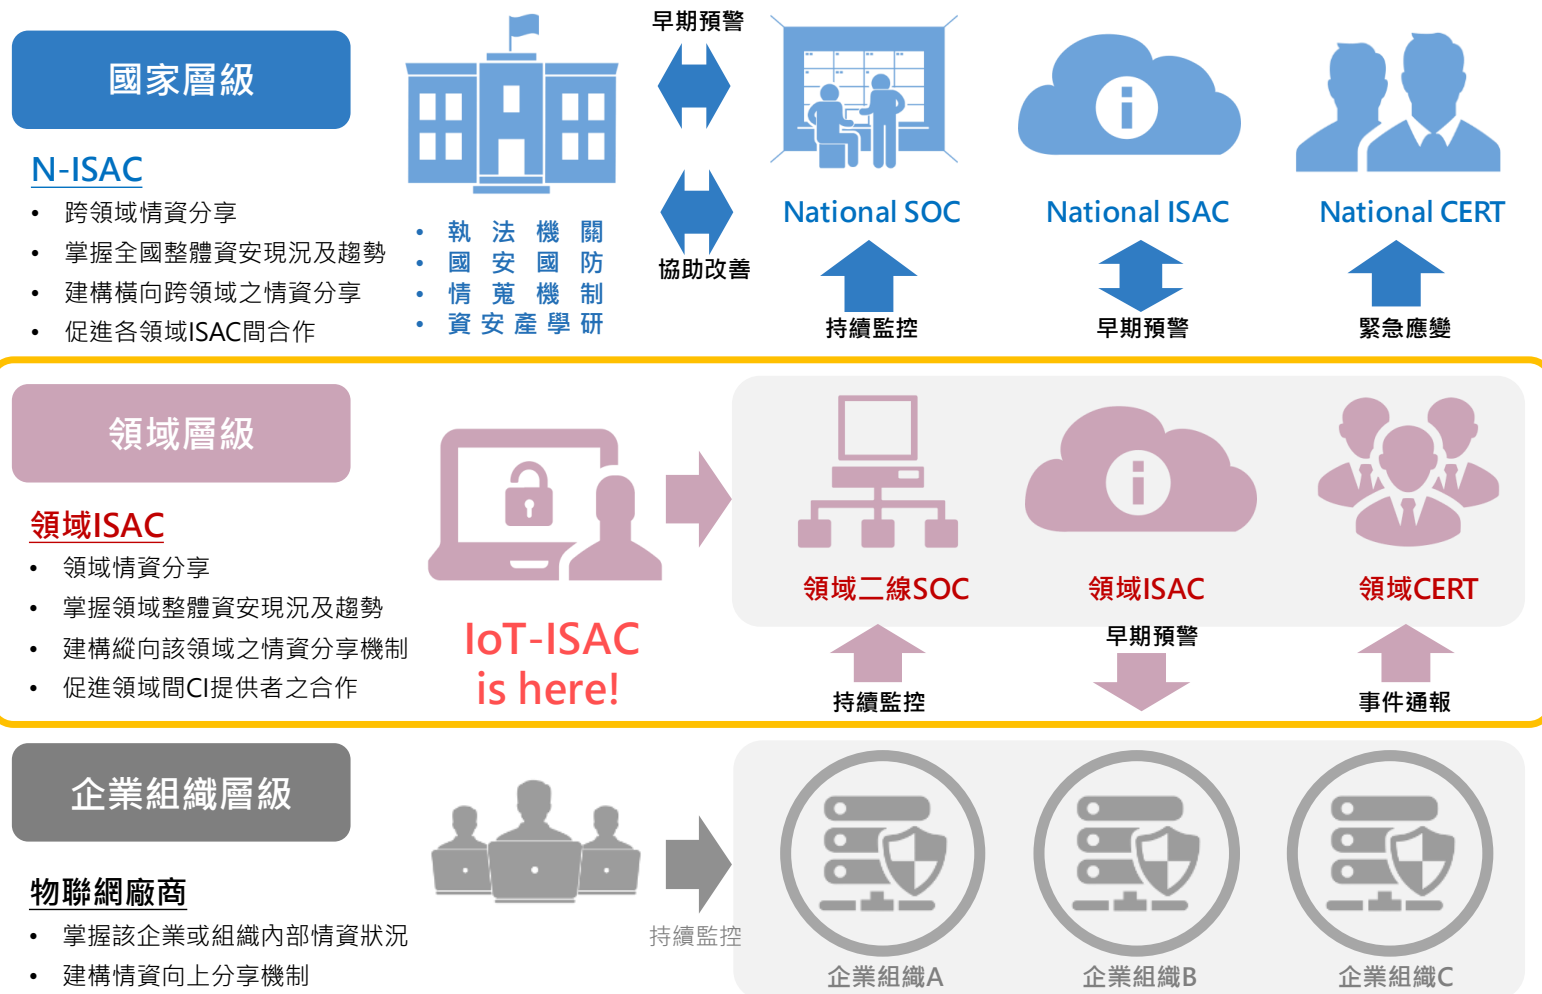 早期預警
國家層級
N-ISAC
• 跨領域情資分享
• 掌握全國整體資安現況及趨勢
• 建構橫向跨領域之情資分享
• 促進各領域ISAC間合作
• 執法機關
• 國安國防
• 情蒐機制
• 資安產學研
協助改善
National SOC
National ISAC
National CERT
持續監控
早期預警
緊急應變
領域層級
領域ISAC
• 領域情資分享
• 掌握領域整體資安現況及趨勢
• 建構縱向該領域之情資分享機制
• 促進領域間CI提供者之合作
IoT-ISAC
is here!
領域二線SOC
領域ISAC
領域CERT
持續監控
早期預警
事件通報
企業組織層級
物聯網廠商
• 掌握該企業或組織內部情資狀況
• 建構情資向上分享機制
持續監控
企業組織A
企業組織B
企業組織C